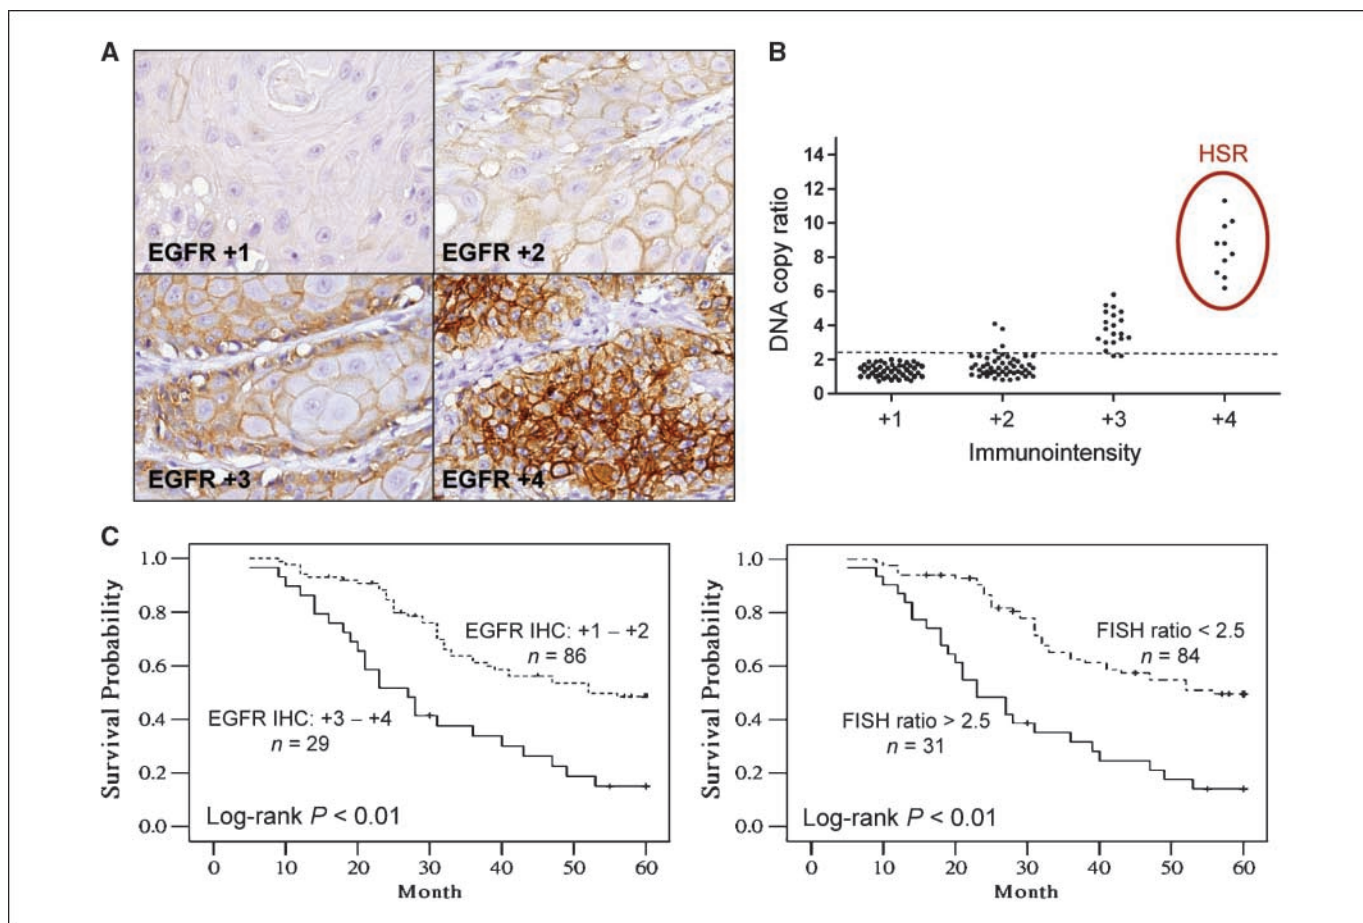 A
EGFR +1
EGFR +2
EGFR +3
EGFR +4
B
HSR
DNA copy ratio
14
12
10
8
6
4
2
0
+1
+2
+3
+4
Immunointensity
C
Survival Probability
1.0
0.8
0.6
0.4
0.2
0.0
EGFR IHC: +1 – +2
n = 86
EGFR IHC: +3 – +4
n = 29
Log-rank P < 0.01
0
10
20
30
40
50
60
Month
Survival Probability
1.0
0.8
0.6
0.4
0.2
0.0
FISH ratio < 2.5
n = 84
FISH ratio > 2.5
n = 31
Log-rank P < 0.01
0
10
20
30
40
50
60
Month